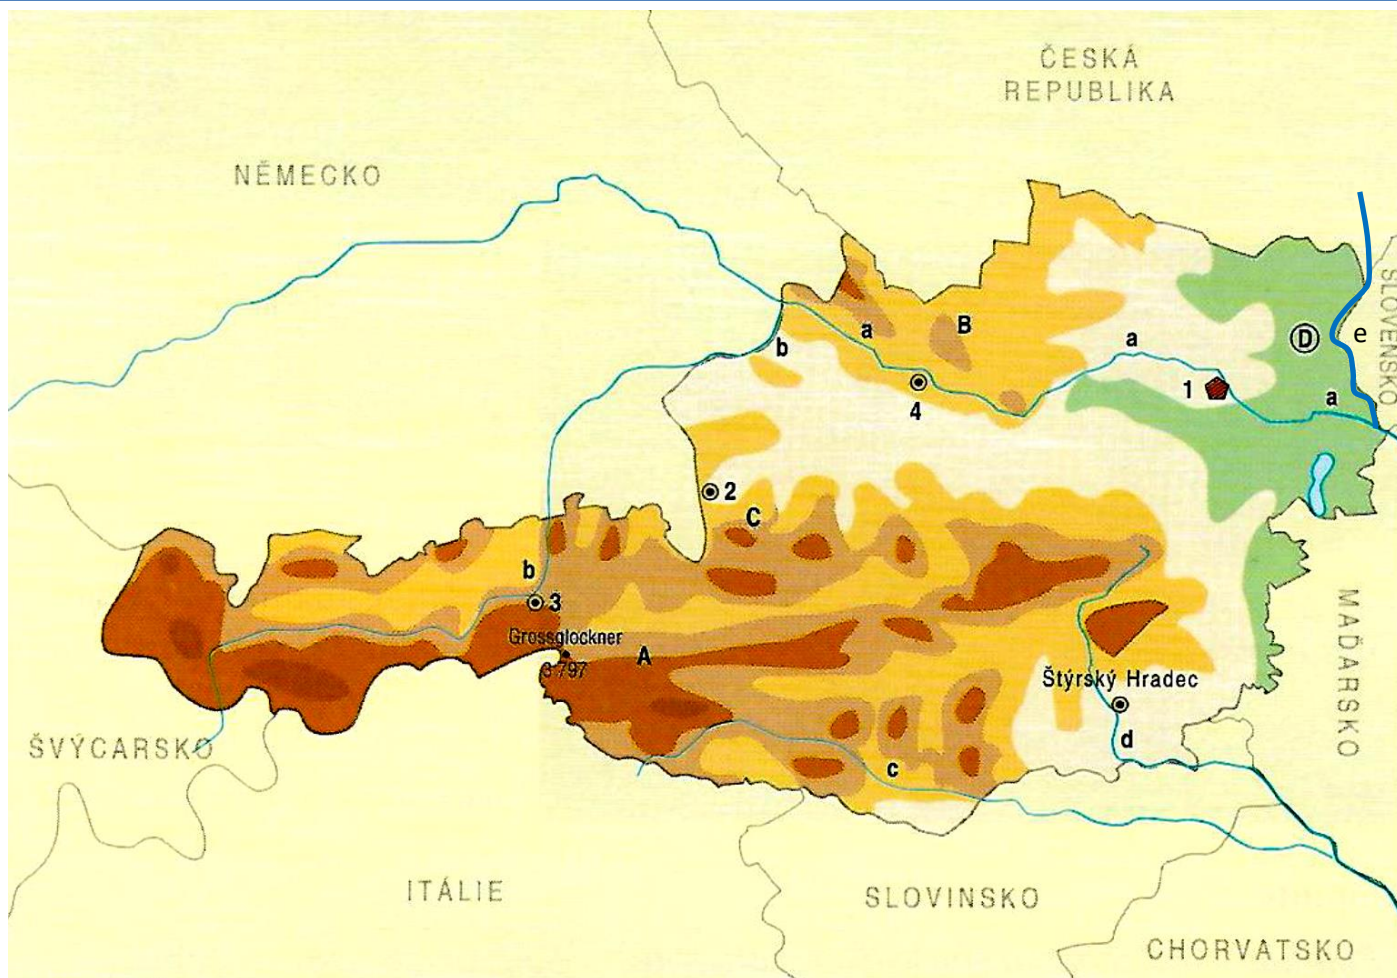 ČESKÁ
REPUBLIKA
NĚMECKO
SLOVENSKO
B
a
a
D
e
b
1
4
a
2
C
b
3
Grossglockner
3 797
A
Štýrský Hradec
MAĎARSKO
d
c
ŠVÝCARSKO
ITÁLIE
SLOVINSKO
CHORVATSKO